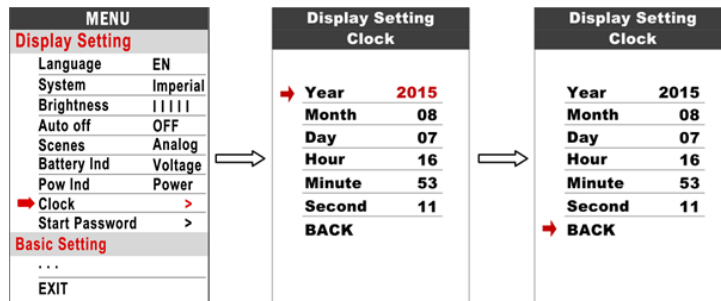 MENU
Display Setting
Language EN
System Imperial
Brightness I I I I I
Auto off OFF
Scenes Analog
Battery Ind Voltage
Pow Ind Power
Clock >
Start Password >
Basic Setting
. . .
EXIT
Display Setting
Clock
Year 2015
Month 08
Day 07
Hour 16
Minute 53
Second 11
BACK
Display Setting
Clock
Year 2015
Month 08
Day 07
Hour 16
Minute 53
Second 11
BACK